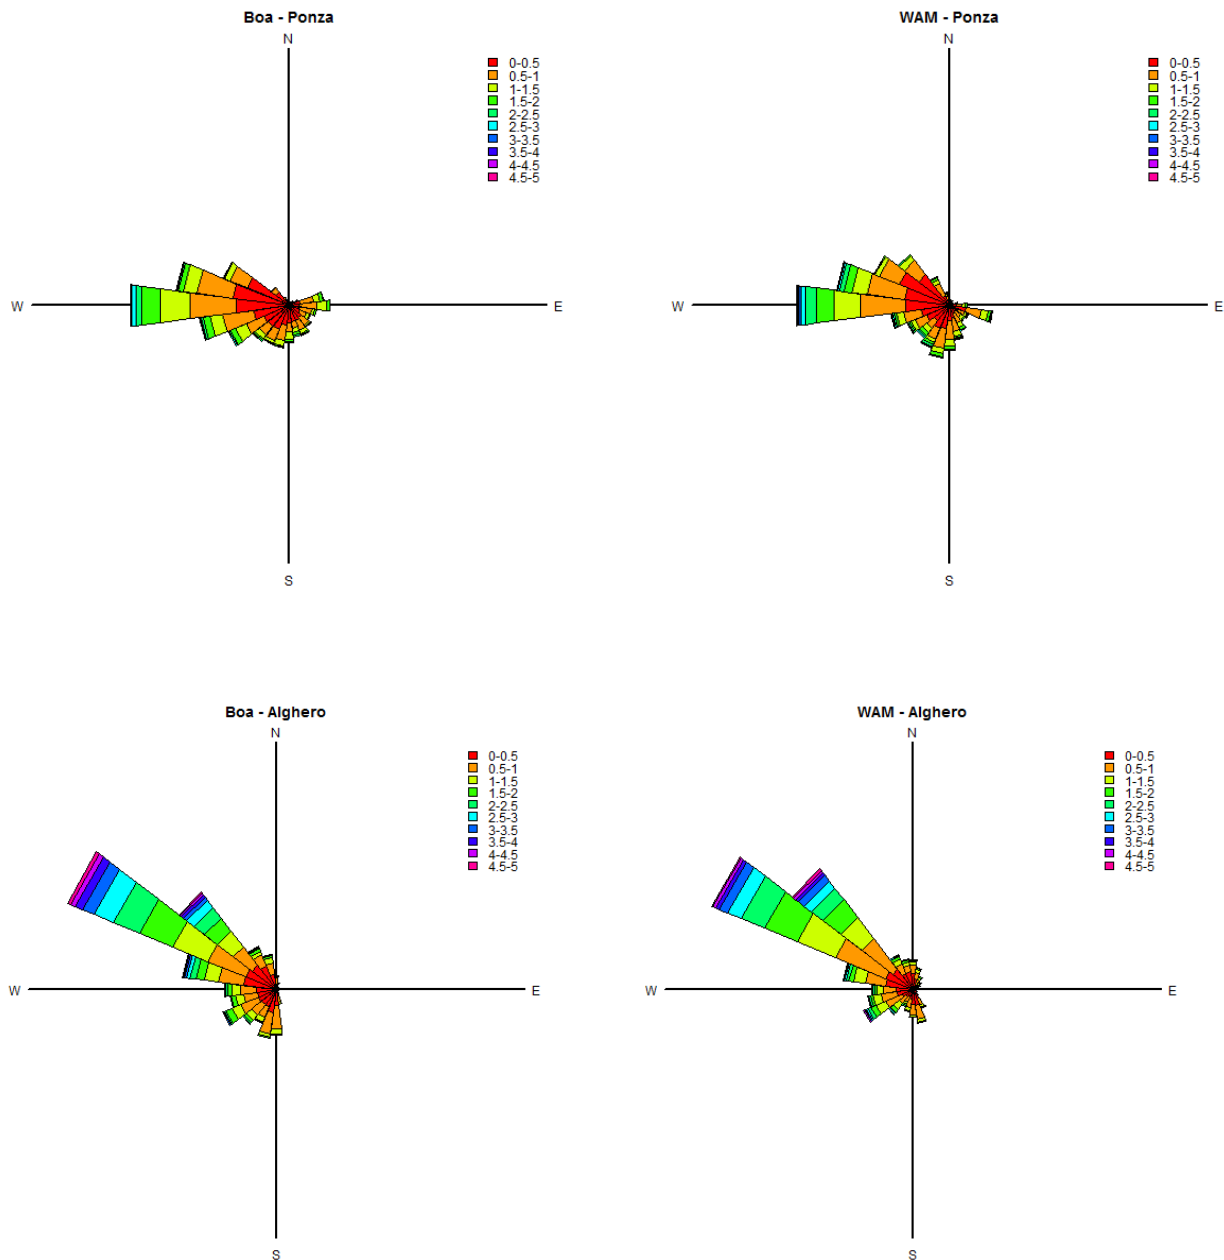 Boa - Ponza
N
0-0.5
0.5-1
1-1.5
1.5-2
2-2.5
2.5-3
3-3.5
3.5-4
4-4.5
4.5-5
W
E
S
WAM - Ponza
N
0-0.5
0.5-1
1-1.5
1.5-2
2-2.5
2.5-3
3-3.5
3.5-4
4-4.5
4.5-5
W
E
S
Boa - Alghero
N
0-0.5
0.5-1
1-1.5
1.5-2
2-2.5
2.5-3
3-3.5
3.5-4
4-4.5
4.5-5
W
E
S
WAM - Alghero
N
0-0.5
0.5-1
1-1.5
1.5-2
2-2.5
2.5-3
3-3.5
3.5-4
4-4.5
4.5-5
W
E
S